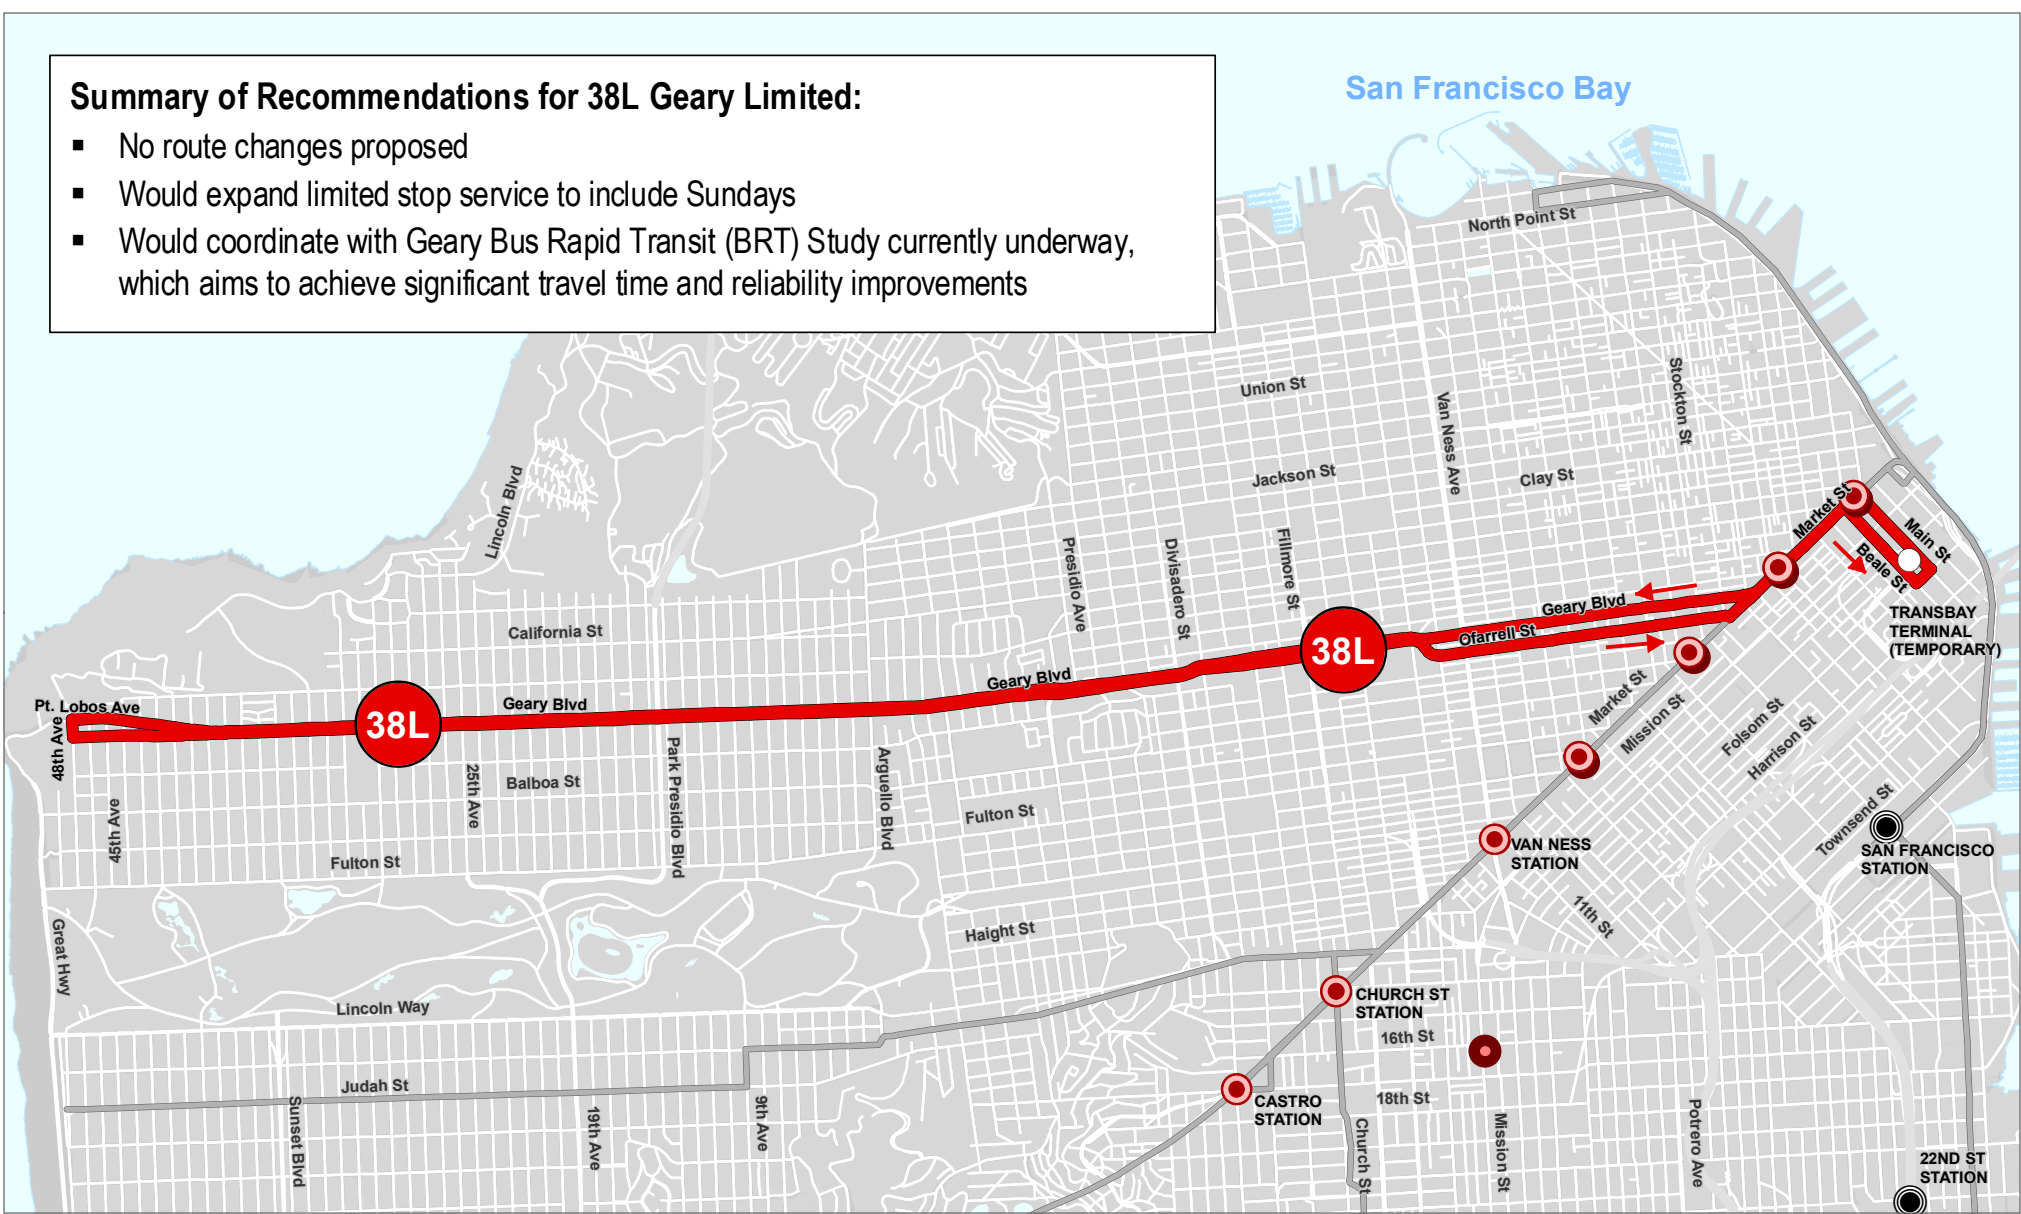 Summary of Recommendations for 38L Geary Limited:
▪ No route changes proposed
▪ Would expand limited stop service to include Sundays
▪ Would coordinate with Geary Bus Rapid Transit (BRT) Study currently underway,
which aims to achieve significant travel time and reliability improvements
San Francisco Bay
North Point St
Union St
Stockton St
Van Ness Ave
Jackson St
Clay St
Lincoln Blvd
Market St
Main St
Beale St
Presidio Ave
Divisadero St
Fillmore St
Geary Blvd
Ofarrell St
TRANSBAY
TERMINAL
(TEMPORARY)
California St
38L
Geary Blvd
Geary Blvd
Pt. Lobos Ave
48th Ave
38L
Market St
Mission St
Folsom St
Harrison St
Park Presidio Blvd
Arguello Blvd
25th Ave
Balboa St
45th Ave
Fulton St
Fulton St
Townsend St
SAN FRANCISCO
STATION
VAN NESS
STATION
11th St
Haight St
Great Hwy
Lincoln Way
CHURCH ST
STATION
16th St
Judah St
CASTRO
STATION
18th St
Sunset Blvd
19th Ave
9th Ave
Church St
Mission St
Potrero Ave
22ND ST
STATION